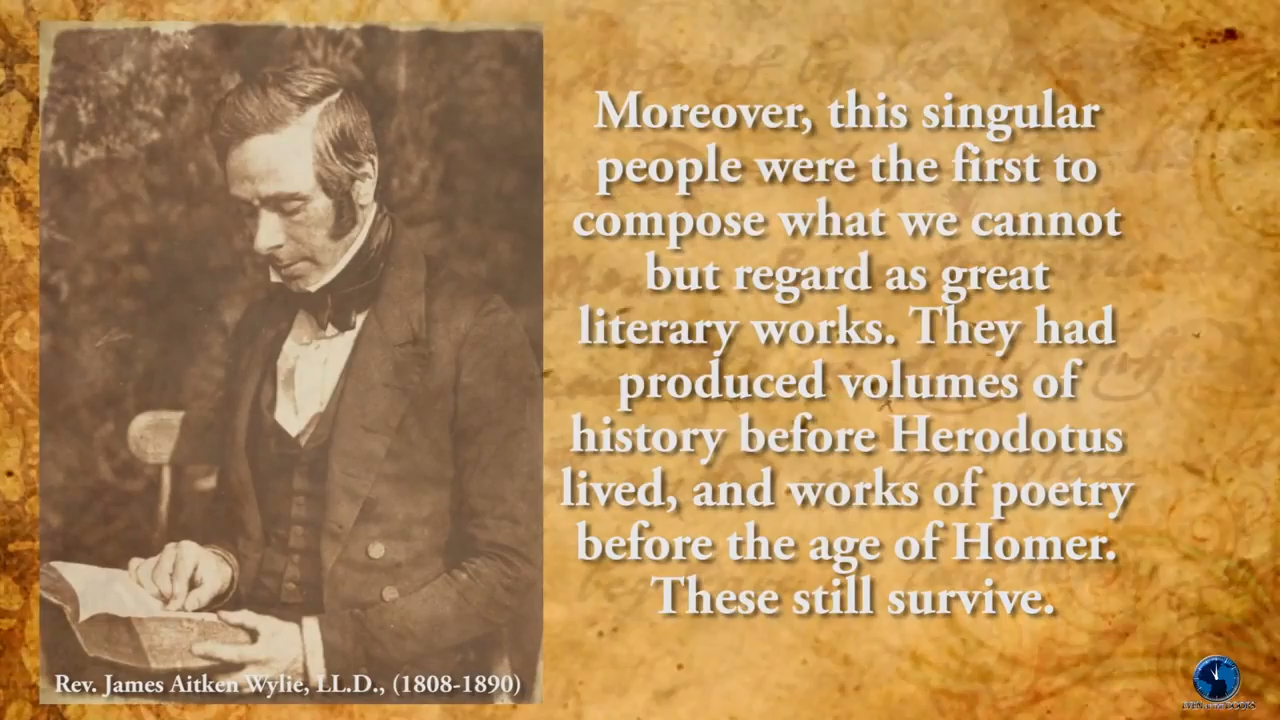 Moreover, this singular
people were the first to
compose what we cannot
but regard as great
literary works. They had
produced volumes of
history before Herodotus
lived, and works of poetry
before the age of Homer.
These still survive.
Rev. James Aitken Wylie, LL.D., (1808-1890)